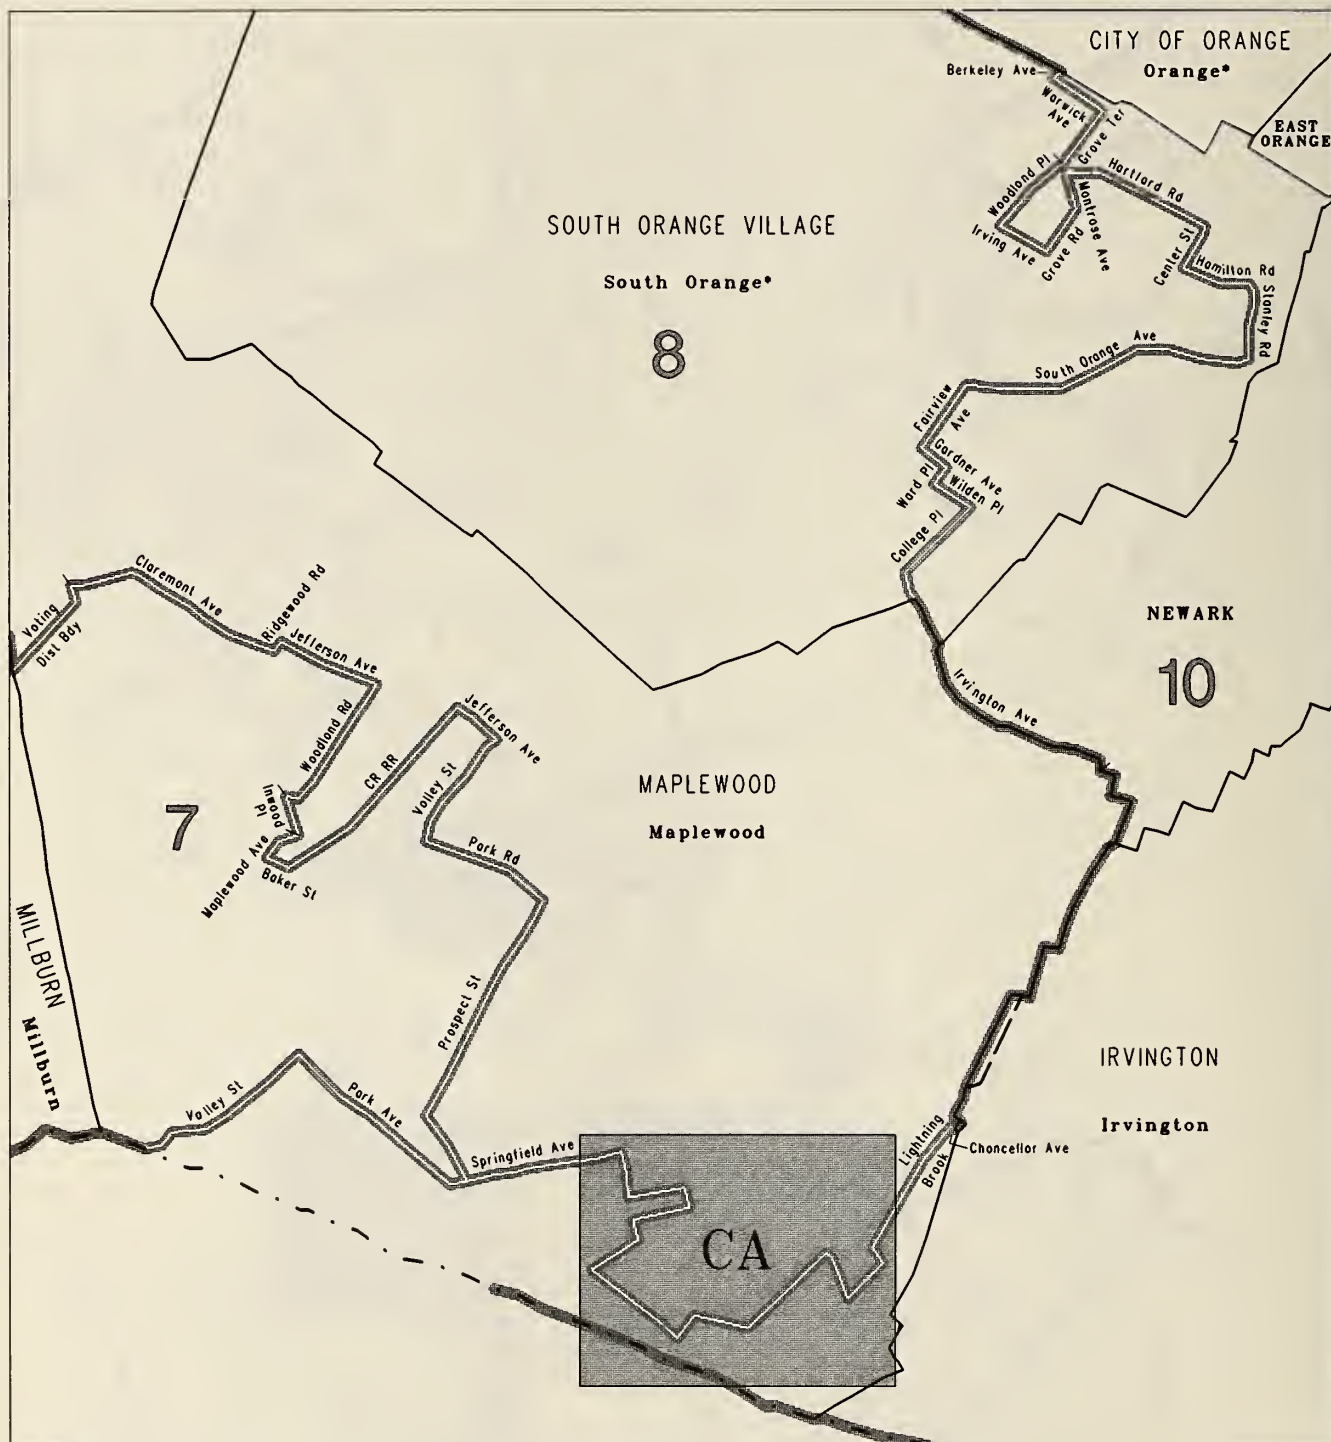 CITY OF ORANGE
Orange*
Berkeley Ave
Warwick
Ave
Grove Ter
EAST
ORANGE
Woodland Pl
Hartford Rd
Montrose Ave
Irving Ave
Grove Rd
Center St
Hamilton Rd
Stanley Rd
SOUTH ORANGE VILLAGE
South Orange*
8
South Orange Ave
Fairview
Ave
Gardner Ave
Ward Pl
Wilden Pl
College Pl
Claremont Ave
Ridgewood Rd
Voting
Dist Bdy
Jefferson Ave
NEWARK
10
Irvington Ave
Woodland Rd
Jefferson Ave
CR RR
Valley St
MAPLEWOOD
Maplewood
Inwood
Pl
7
Maplewood Ave
Baker St
Park Rd
MILLBURN
Millburn
Prospect St
IRVINGTON
Irvington
Valley St
Park Ave
Springfield Ave
Lightning
Brook
Chancellor Ave
CA